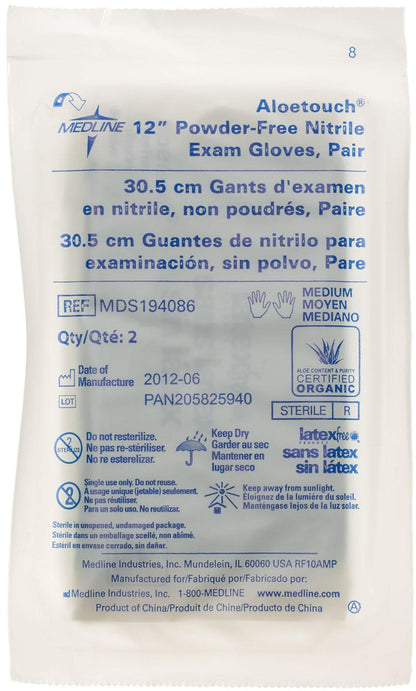 8
Aloetouch®
MEDLINE 12" Powder-Free Nitrile
Exam Gloves, Pair
30.5 cm Gants d'examen
en nitrile, non poudrés, Paire
30.5 cm Guantes de nitrilo para
examinación, sin polvo, Pare
REF MDS194086
MEDIUM
MOYEN
MEDIANO
Qty/Qté: 2
ALOE CONTENT & PURITY
CERTIFIED
ORGANIC
Date of
Manufacture 2012-06
LOT PAN205825940
STERILE R
2
STERILIZE
Do not resterilize.
Ne pas re-stériliser.
No re esterelizar.
Keep Dry
Garder au sec
Mantener en
lugar seco
latexfree
sans latex
sin látex
2
Single use only. Do not reuse.
À usage unique (jetable) seulement.
Ne pas réutiliser.
Para un solo uso. No reutilizar.
M
Keep away from sunlight.
Éloignez de la lumière du soleil.
Manténgase lejos de la luz solar.
Sterile in unopened, undamaged package.
Stérile dans un emballage scellé, non abimé.
Estéril en envase cerrado, sin dañar.
Medline Industries, Inc. Mundelein, IL 60060 USA RF10AMP
Manufactured for/Fabriqué por/Fabricado por:
Medline Industries, Inc. 1-800-MEDLINE www.medline.com
Product of China/Produit de Chine/Producto de China
A